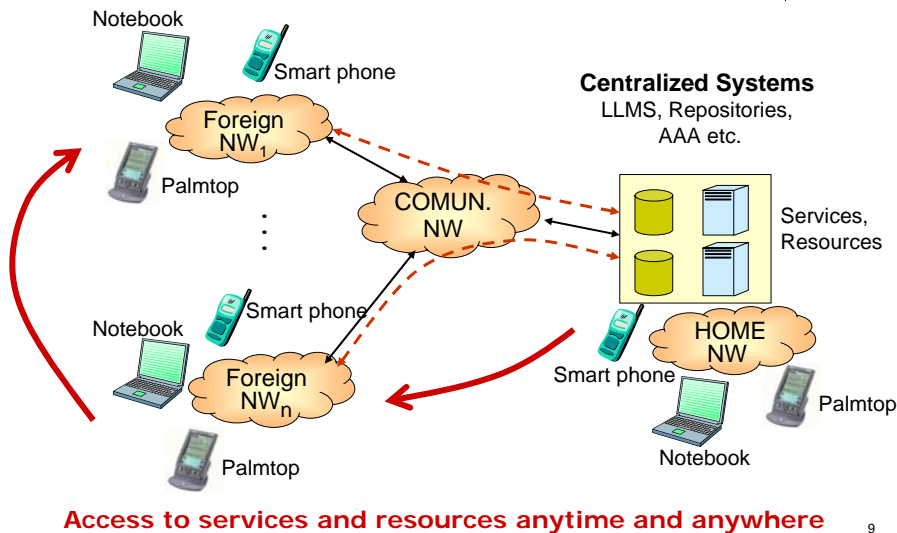 Notebook
Smart phone
Foreign
NW1
Palmtop
Centralized Systems
LLMS, Repositories,
AAA etc.
COMUN.
NW
Services,
Resources
Smart phone
Notebook
Foreign
NWn
Palmtop
HOME
NW
Smart phone
Palmtop
Notebook
Access to services and resources anytime and anywhere
9